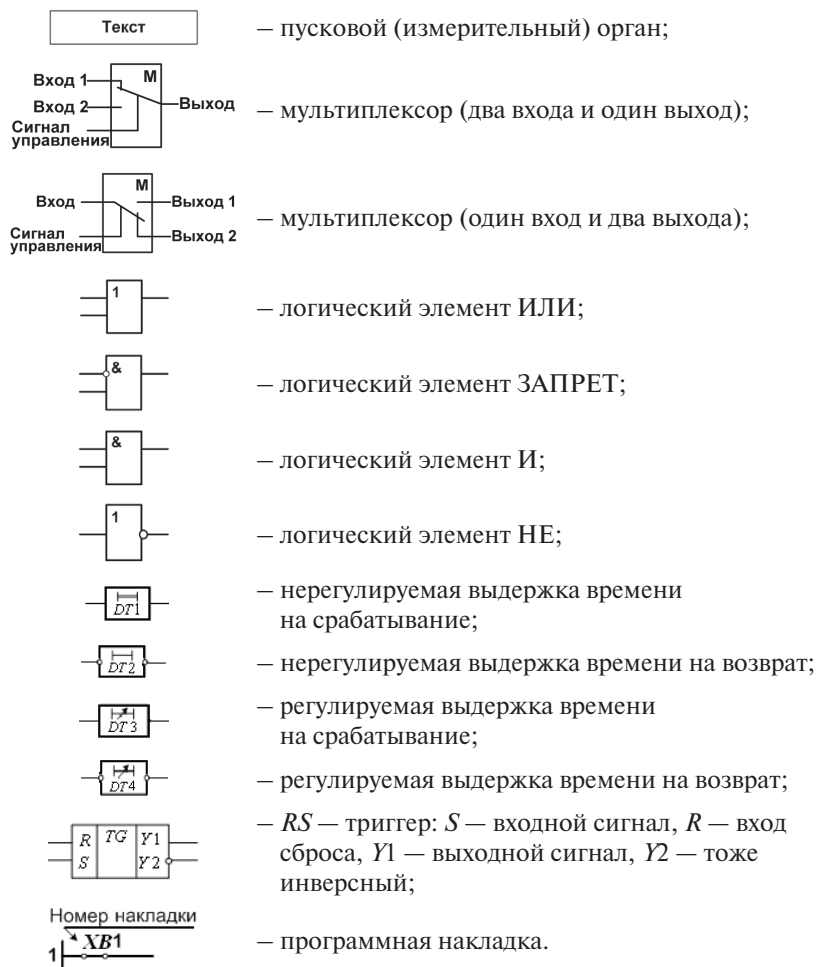 Текст — пусковой (измерительный) орган;
М
Вход 1
Вход 2 Выход — мультиплексор (два входа и один выход);
Сигнал
управления
М
Вход Выход 1
— мультиплексор (один вход и два выхода);
Сигнал Выход 2
управления
1 — логический элемент ИЛИ;
& — логический элемент ЗАПРЕТ;
& — логический элемент И;
1 — логический элемент НЕ;
DT1 — нерегулируемая выдержка времени
на срабатывание;
DT2 — нерегулируемая выдержка времени на возврат;
DT3 — регулируемая выдержка времени
на срабатывание;
DT4 — регулируемая выдержка времени на возврат;
R TG Y1 — RS — триггер: S — входной сигнал, R — вход
S Y2 сброса, Y1 — выходной сигнал, Y2 — тоже
инверсный;
Номер накладки
XB1
1 — программная накладка.